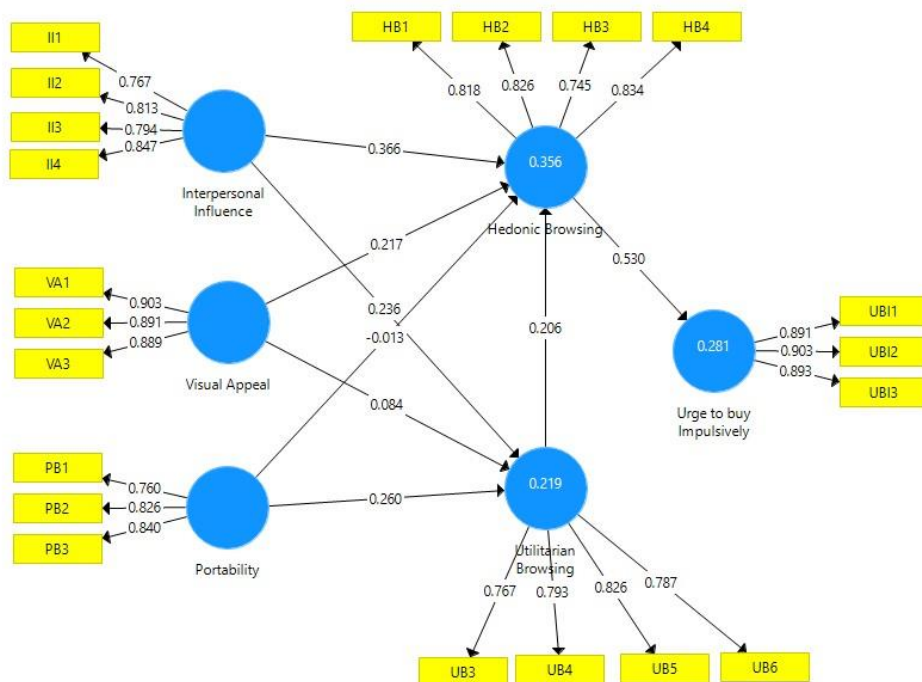 HB1
HB2
HB3
HB4
II1
II2
II3
II4
0.767
0.813
0.794
0.847
0.818
0.826
0.745
0.834
Interpersonal
Influence
0.366
0.356
Hedonic Browsing
0.217
0.530
VA1
VA2
VA3
0.903
0.891
0.889
Visual Appeal
0.236
-0.013
0.206
0.084
0.281
Urge to buy
Impulsively
0.891
0.903
0.893
UBI1
UBI2
UBI3
PB1
PB2
PB3
0.760
0.826
0.840
Portability
0.260
0.219
Utilitarian
Browsing
0.767
0.793
0.826
0.787
UB3
UB4
UB5
UB6